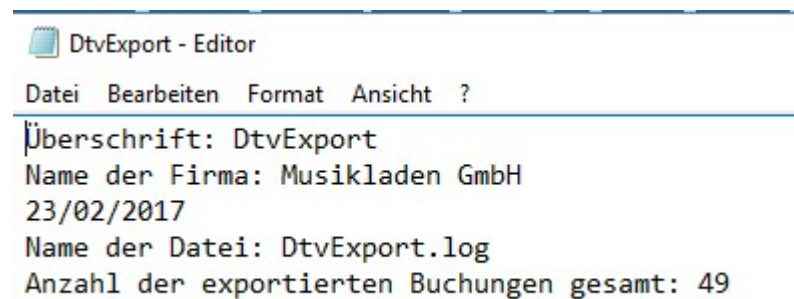 DtvExport - Editor
Datei Bearbeiten Format Ansicht ?
Überschrift: DtvExport
Name der Firma: Musikladen GmbH
23/02/2017
Name der Datei: DtvExport.log
Anzahl der exportierten Buchungen gesamt: 49